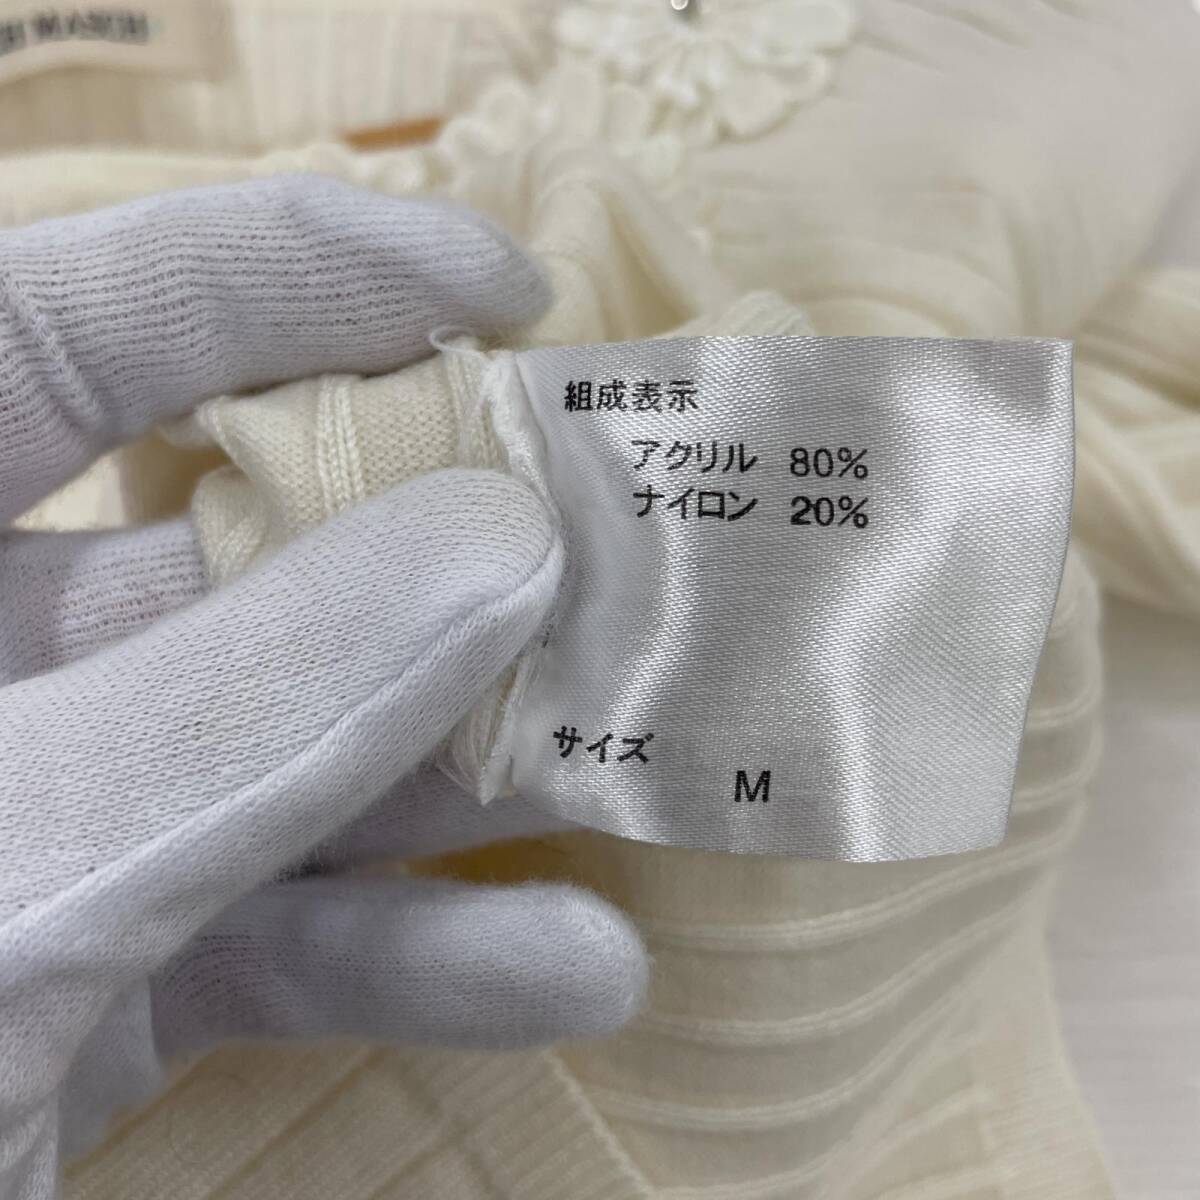 組成表示
アクリル 80%
ナイロン 20%
サイズ
M